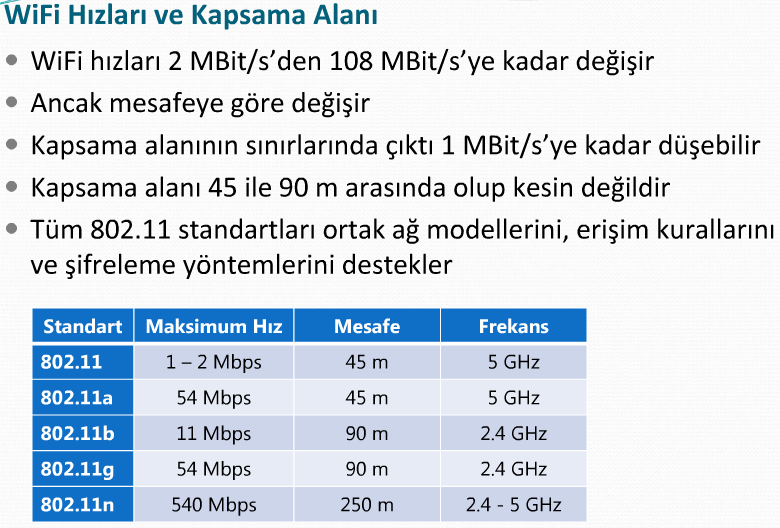 WiFi Hızları ve Kapsama Alanı
• WiFi hızları 2 MBit/s’den 108 MBit/s’ye kadar değişir
• Ancak mesafeye göre değişir
• Kapsama alanının sınırlarında çıktı 1 MBit/s’ye kadar düşebilir
• Kapsama alanı 45 ile 90 m arasında olup kesin değildir
• Tüm 802.11 standartları ortak ağ modellerini, erişim kurallarını
ve şifreleme yöntemlerini destekler
Standart Maksimum Hız Mesafe Frekans
802.11 1 – 2 Mbps 45 m 5 GHz
802.11a 54 Mbps 45 m 5 GHz
802.11b 11 Mbps 90 m 2.4 GHz
802.11g 54 Mbps 90 m 2.4 GHz
802.11n 540 Mbps 250 m 2.4 - 5 GHz